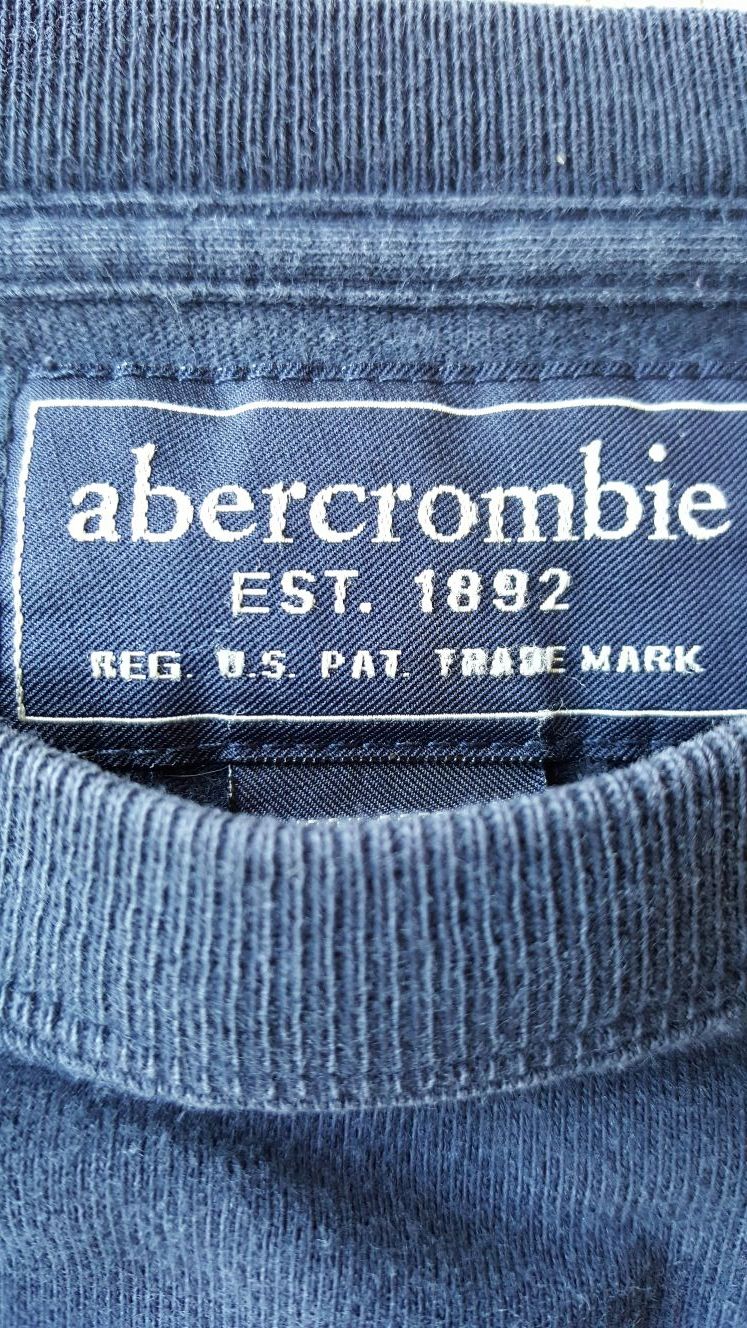 abercrombie
EST. 1892
REG. U.S. PAT. TRADE MARK